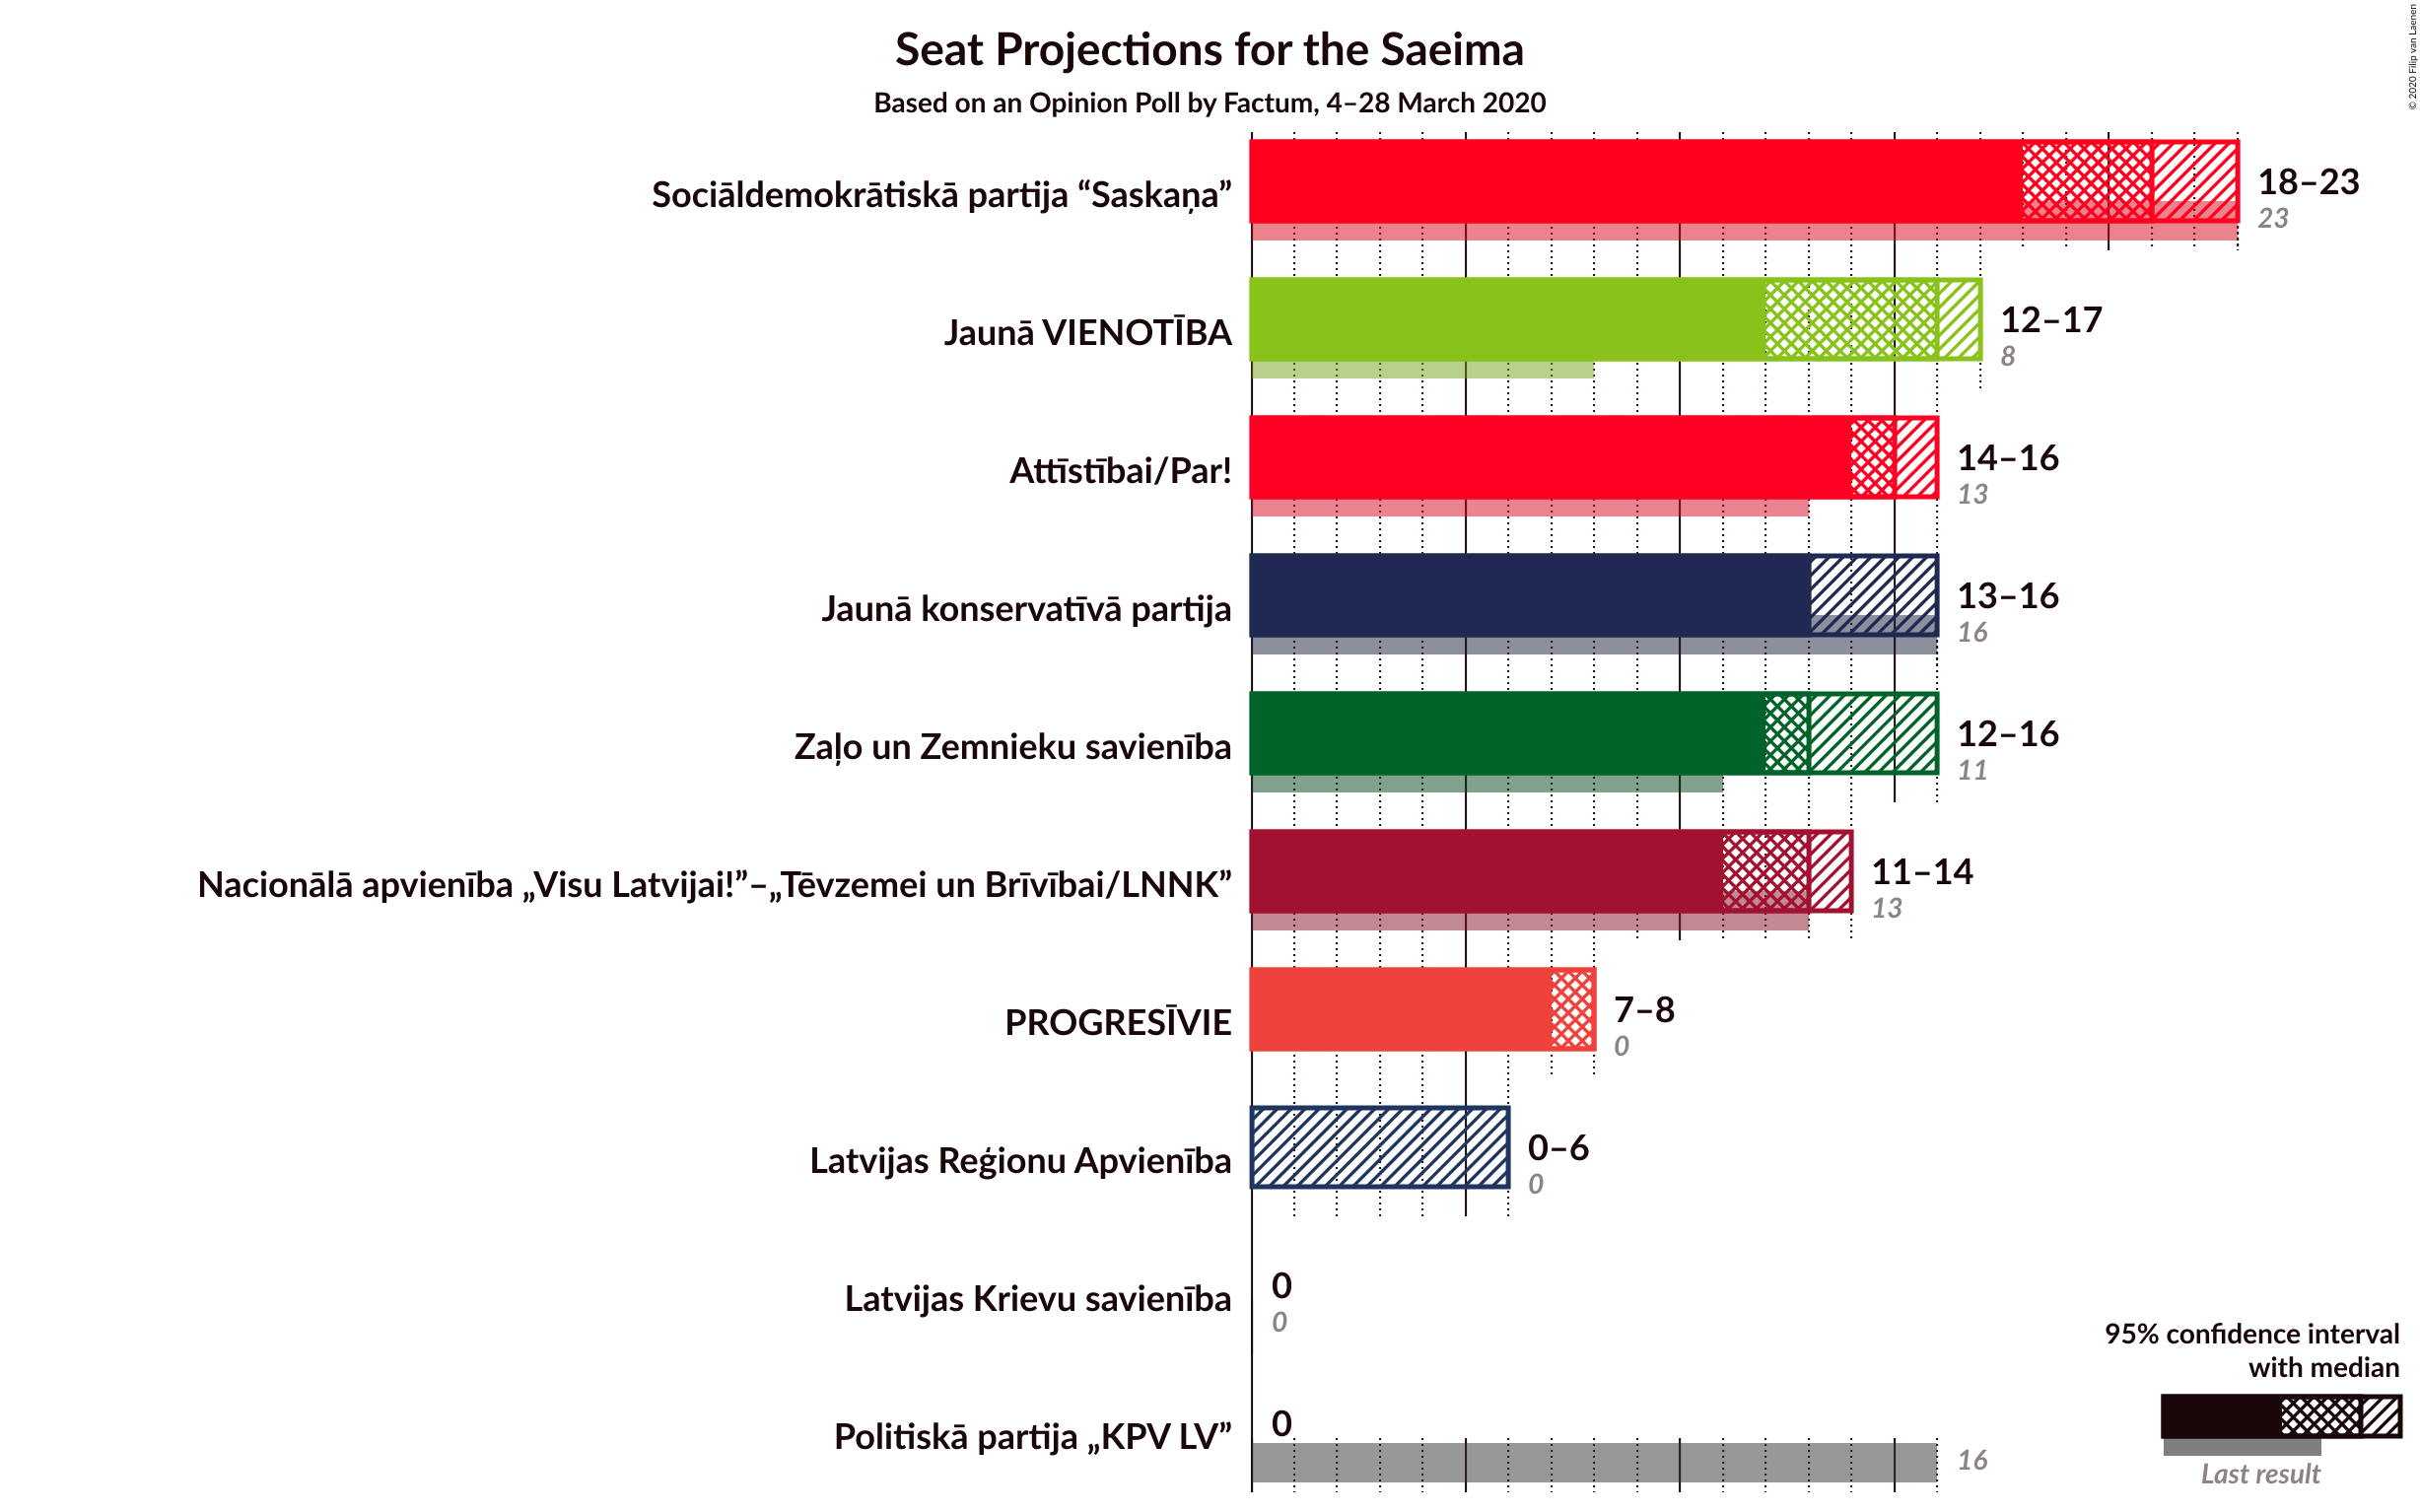 Seat Projections for the Saeima
Based on an Opinion Poll by Factum, 4–28 March 2020
© 2020 Filip van Laenen
Sociāldemokrātiskā partija “Saskaņa”
18–23
23
Jaunā VIENOTĪBA
12–17
8
Attīstībai/Par!
14–16
13
Jaunā konservatīvā partija
13–16
16
Zaļo un Zemnieku savienība
12–16
11
Nacionālā apvienība „Visu Latvijai!”–„Tēvzemei un Brīvībai/LNNK”
11–14
13
PROGRESĪVIE
7–8
0
Latvijas Reģionu Apvienība
0–6
0
Latvijas Krievu savienība
0
0
Politiskā partija „KPV LV”
0
16
95% confidence interval
with median
Last result